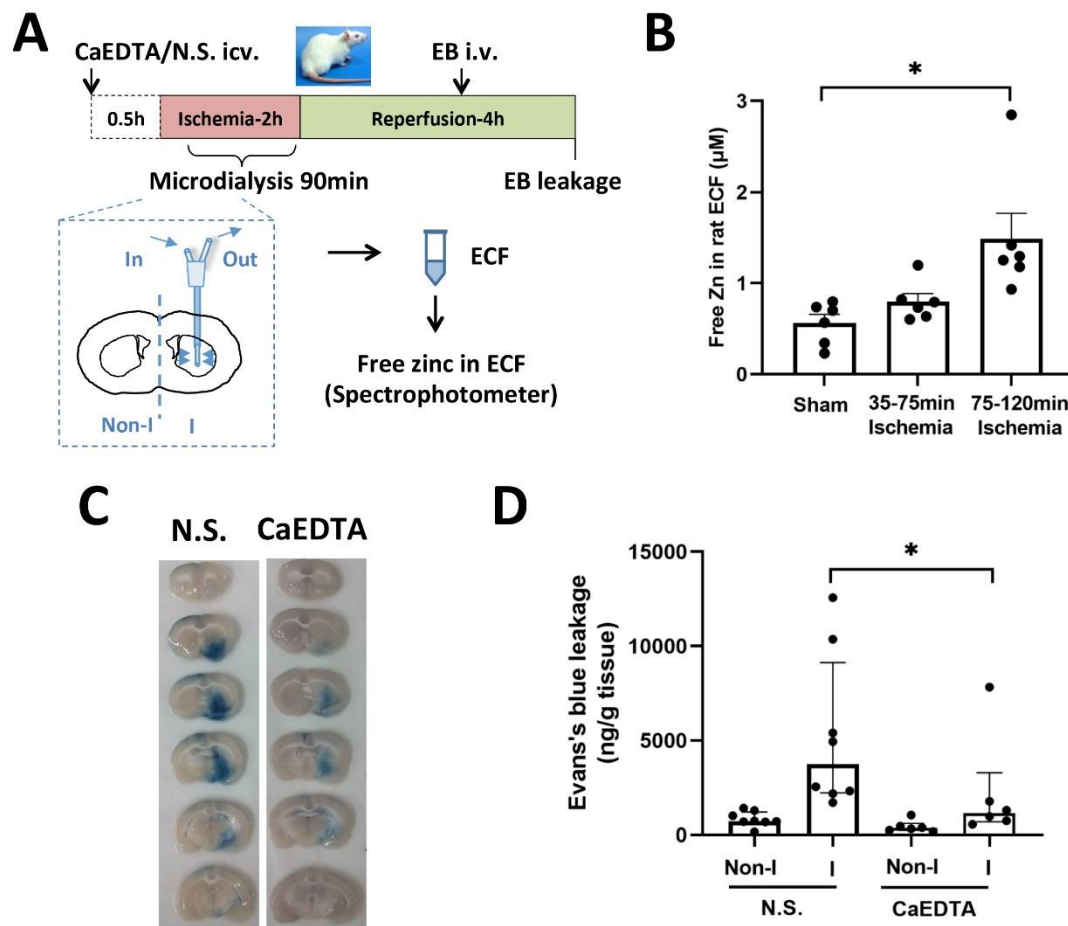 A
CaEDTA/N.S. icv.
EB i.v.
0.5h
Ischemia-2h
Reperfusion-4h
Microdialysis 90min
EB leakage
In
Out
ECF
Free zinc in ECF
(Spectrophotometer)
Non-I
I
B
*
Free Zn in rat ECF (µM)
3
2
1
0
Sham
35-75min
Ischemia
75-120min
Ischemia
C
N.S.
CaEDTA
D
*
Evans's blue leakage
(ng/g tissue)
15000
10000
5000
0
Non-I
I
Non-I
I
N.S.
CaEDTA